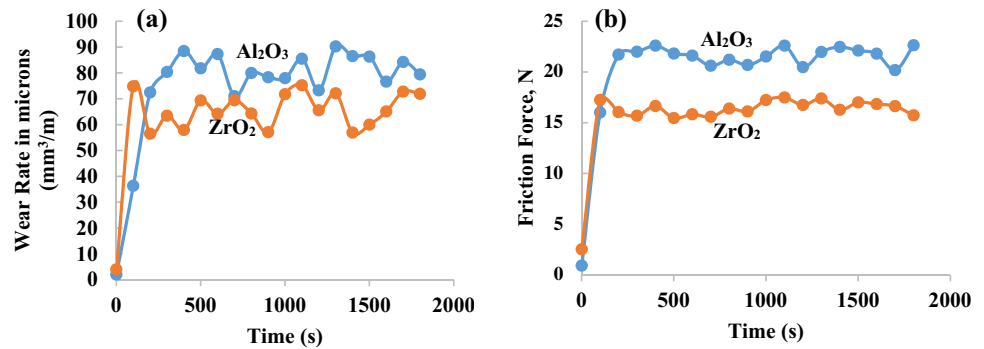 (a)
Wear Rate in microns
(mm³/m)
100
90
80
70
60
50
40
30
20
10
0
Al₂O₃
ZrO₂
0 500 1000 1500 2000
Time (s)
(b)
Friction Force, N
25
20
15
10
5
0
Al₂O₃
ZrO₂
0 500 1000 1500 2000
Time (s)